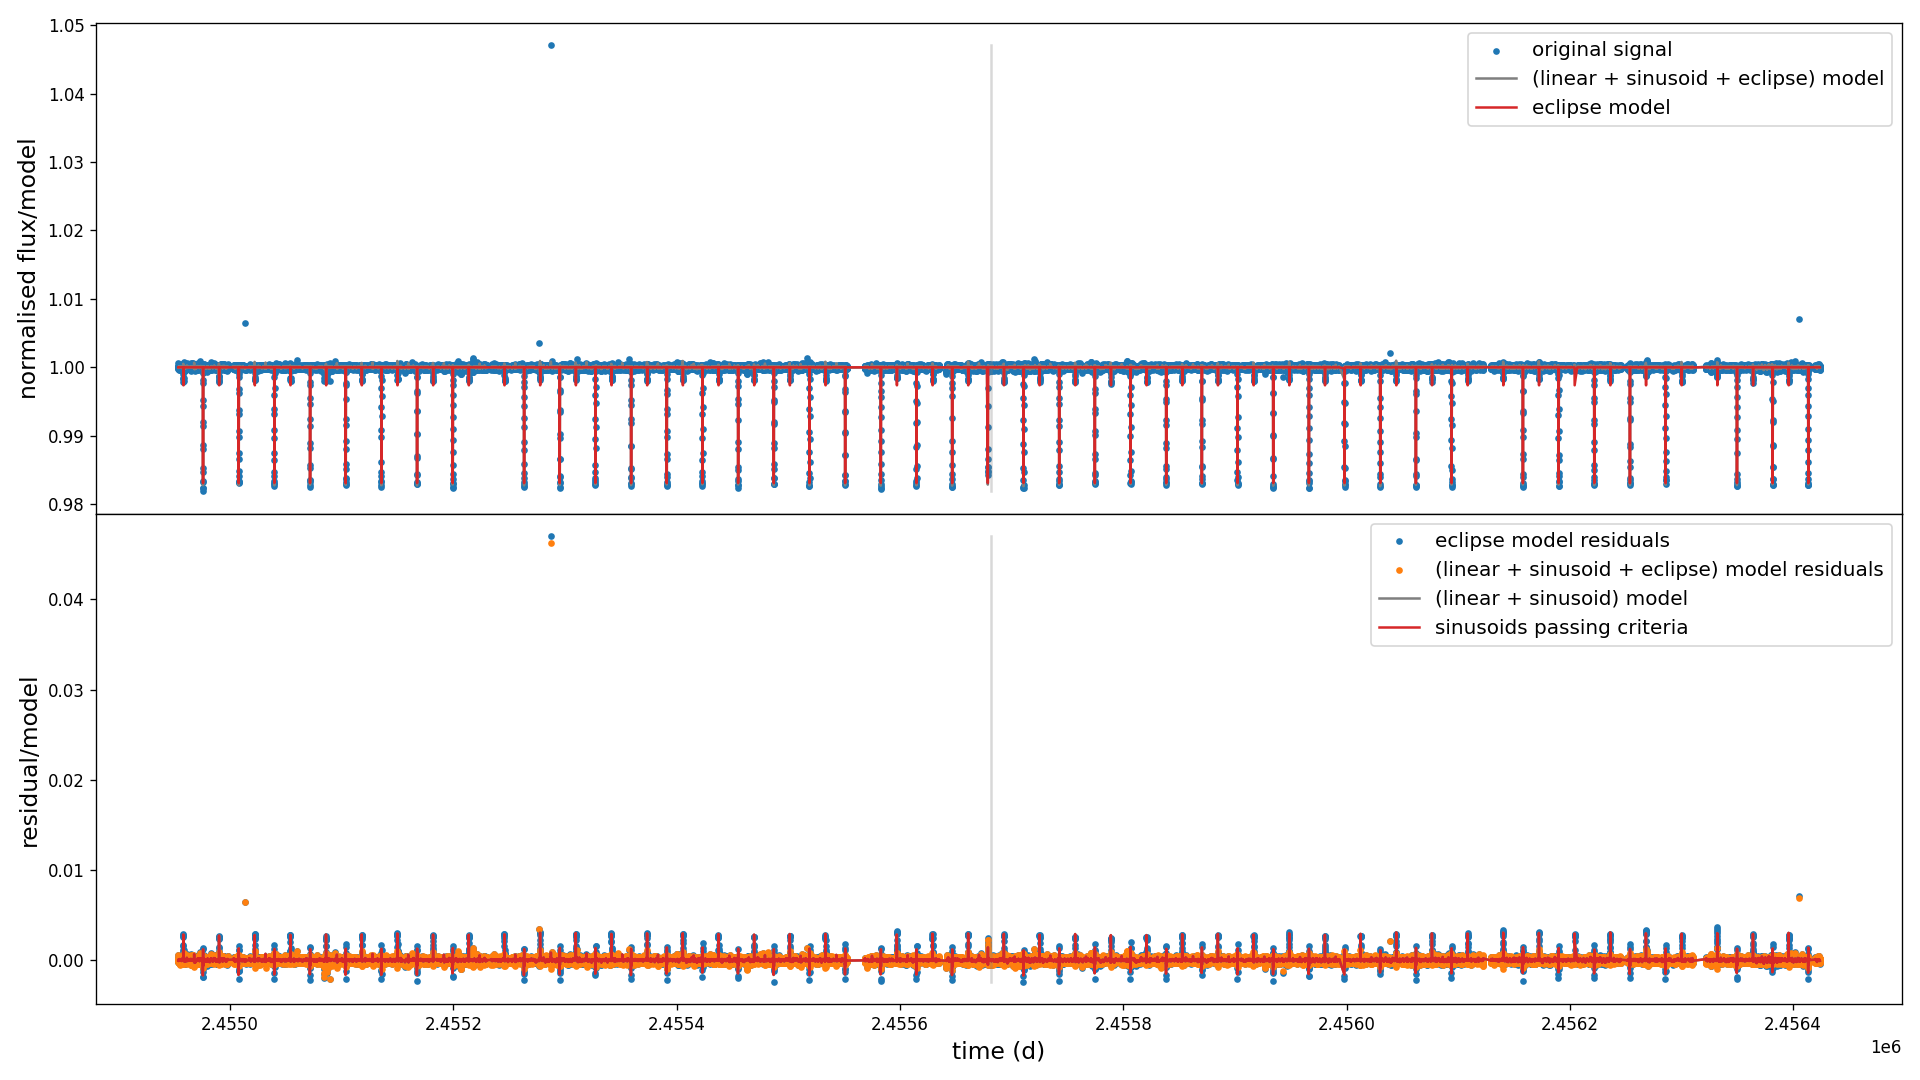 1.05
1.04
1.03
1.02
1.01
1.00
0.99
0.98
normalised flux/model
original signal
(linear + sinusoid + eclipse) model
eclipse model
0.04
0.03
0.02
0.01
0.00
residual/model
eclipse model residuals
(linear + sinusoid + eclipse) model residuals
(linear + sinusoid) model
sinusoids passing criteria
2.4550 2.4552 2.4554 2.4556 2.4558 2.4560 2.4562 2.4564
1e6
time (d)